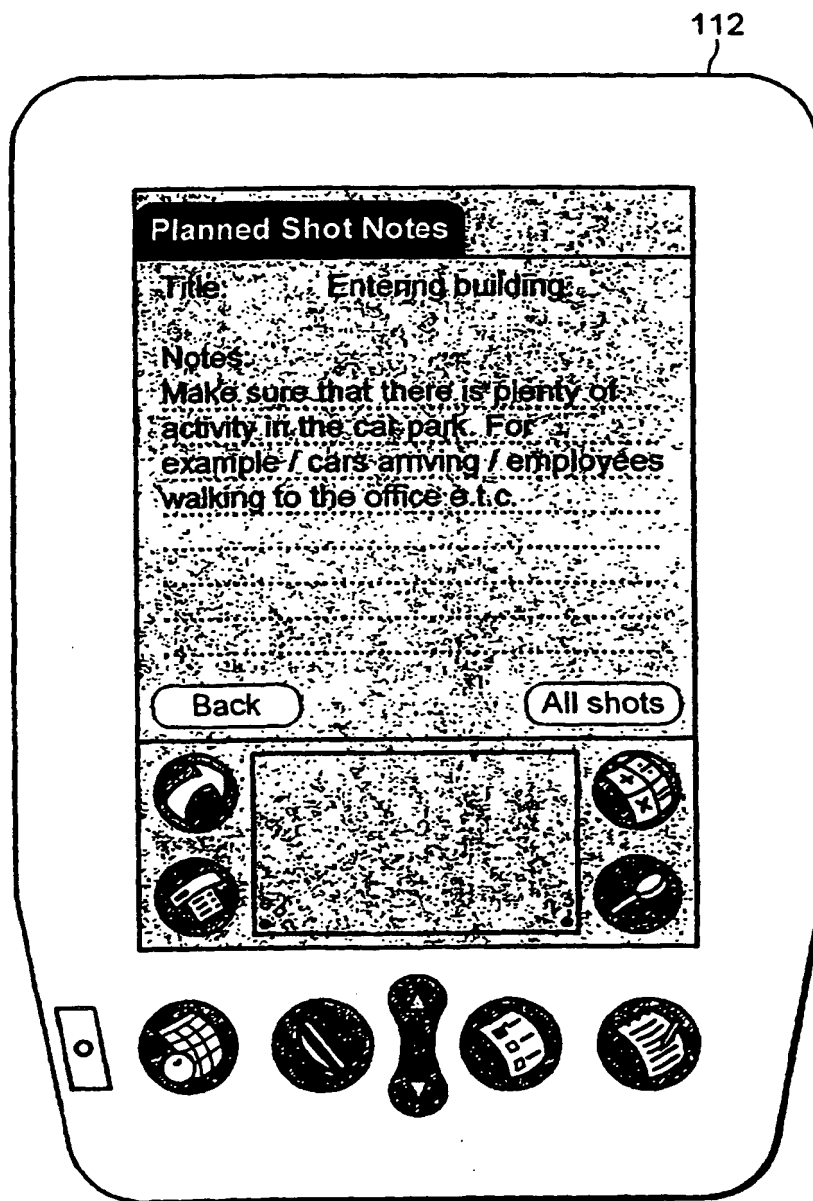 112
Planned Shot Notes
Title: Entering building
Notes:
Make sure that there is plenty of
activity in the car park. For
example / cars arriving / employees
walking to the office e.t.c.
Back
All shots